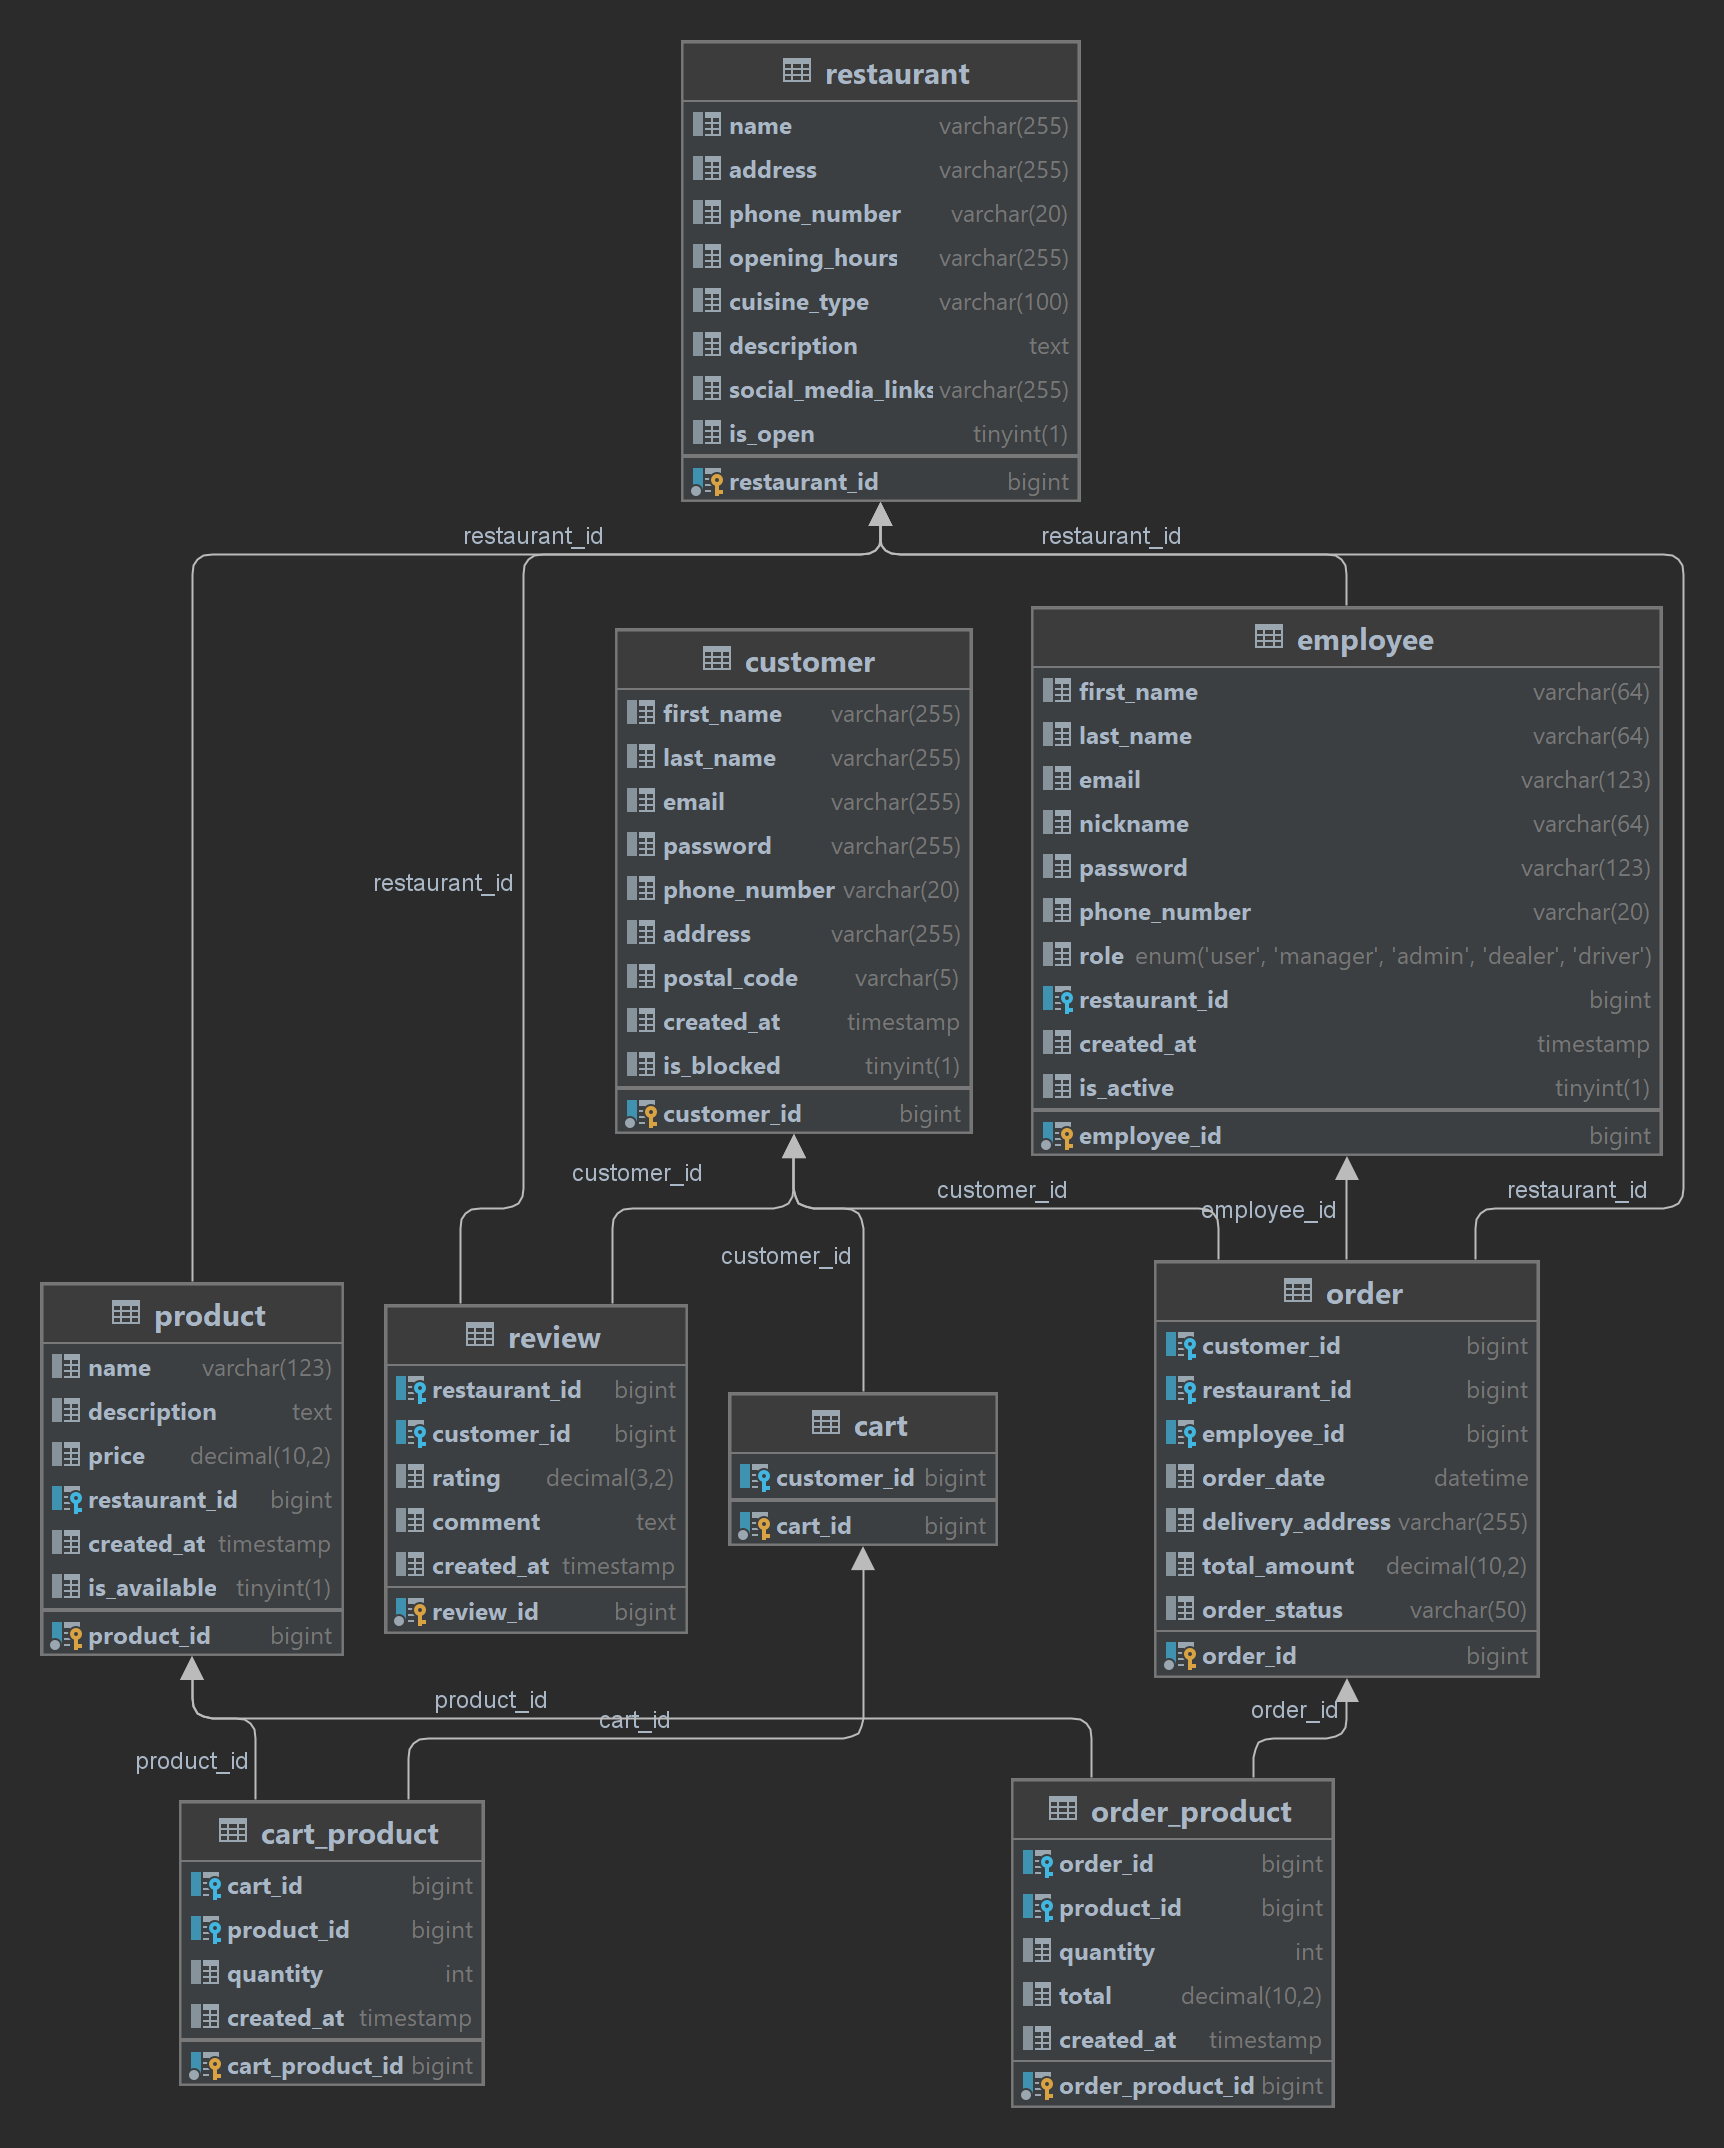 restaurant
name varchar(255)
address varchar(255)
phone_number varchar(20)
opening_hours varchar(255)
cuisine_type varchar(100)
description text
social_media_links varchar(255)
is_open tinyint(1)
restaurant_id bigint
restaurant_id
restaurant_id
restaurant_id
customer
first_name varchar(255)
last_name varchar(255)
email varchar(255)
password varchar(255)
phone_number varchar(20)
address varchar(255)
postal_code varchar(5)
created_at timestamp
is_blocked tinyint(1)
customer_id bigint
employee
first_name varchar(64)
last_name varchar(64)
email varchar(123)
nickname varchar(64)
password varchar(123)
phone_number varchar(20)
role enum('user', 'manager', 'admin', 'dealer', 'driver')
restaurant_id bigint
created_at timestamp
is_active tinyint(1)
employee_id bigint
customer_id
customer_id
customer_id
employee_id
restaurant_id
product
name varchar(123)
description text
price decimal(10,2)
restaurant_id bigint
created_at timestamp
is_available tinyint(1)
product_id bigint
review
restaurant_id bigint
customer_id bigint
rating decimal(3,2)
comment text
created_at timestamp
review_id bigint
cart
customer_id bigint
cart_id bigint
order
customer_id bigint
restaurant_id bigint
employee_id bigint
order_date datetime
delivery_address varchar(255)
total_amount decimal(10,2)
order_status varchar(50)
order_id bigint
product_id
cart_id
order_id
product_id
cart_product
cart_id bigint
product_id bigint
quantity int
created_at timestamp
cart_product_id bigint
order_product
order_id bigint
product_id bigint
quantity int
total decimal(10,2)
created_at timestamp
order_product_id bigint